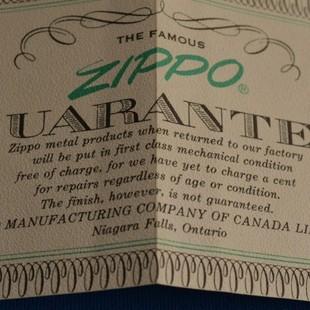 THE FAMOUS
ZIPPO®
UARANTE
Zippo metal products when returned to our factory
will be put in first class mechanical condition
free of charge, for we have yet to charge a cent
for repairs regardless of age or condition.
The finish, however, is not guaranteed.
MANUFACTURING COMPANY OF CANADA LI
Niagara Falls, Ontario